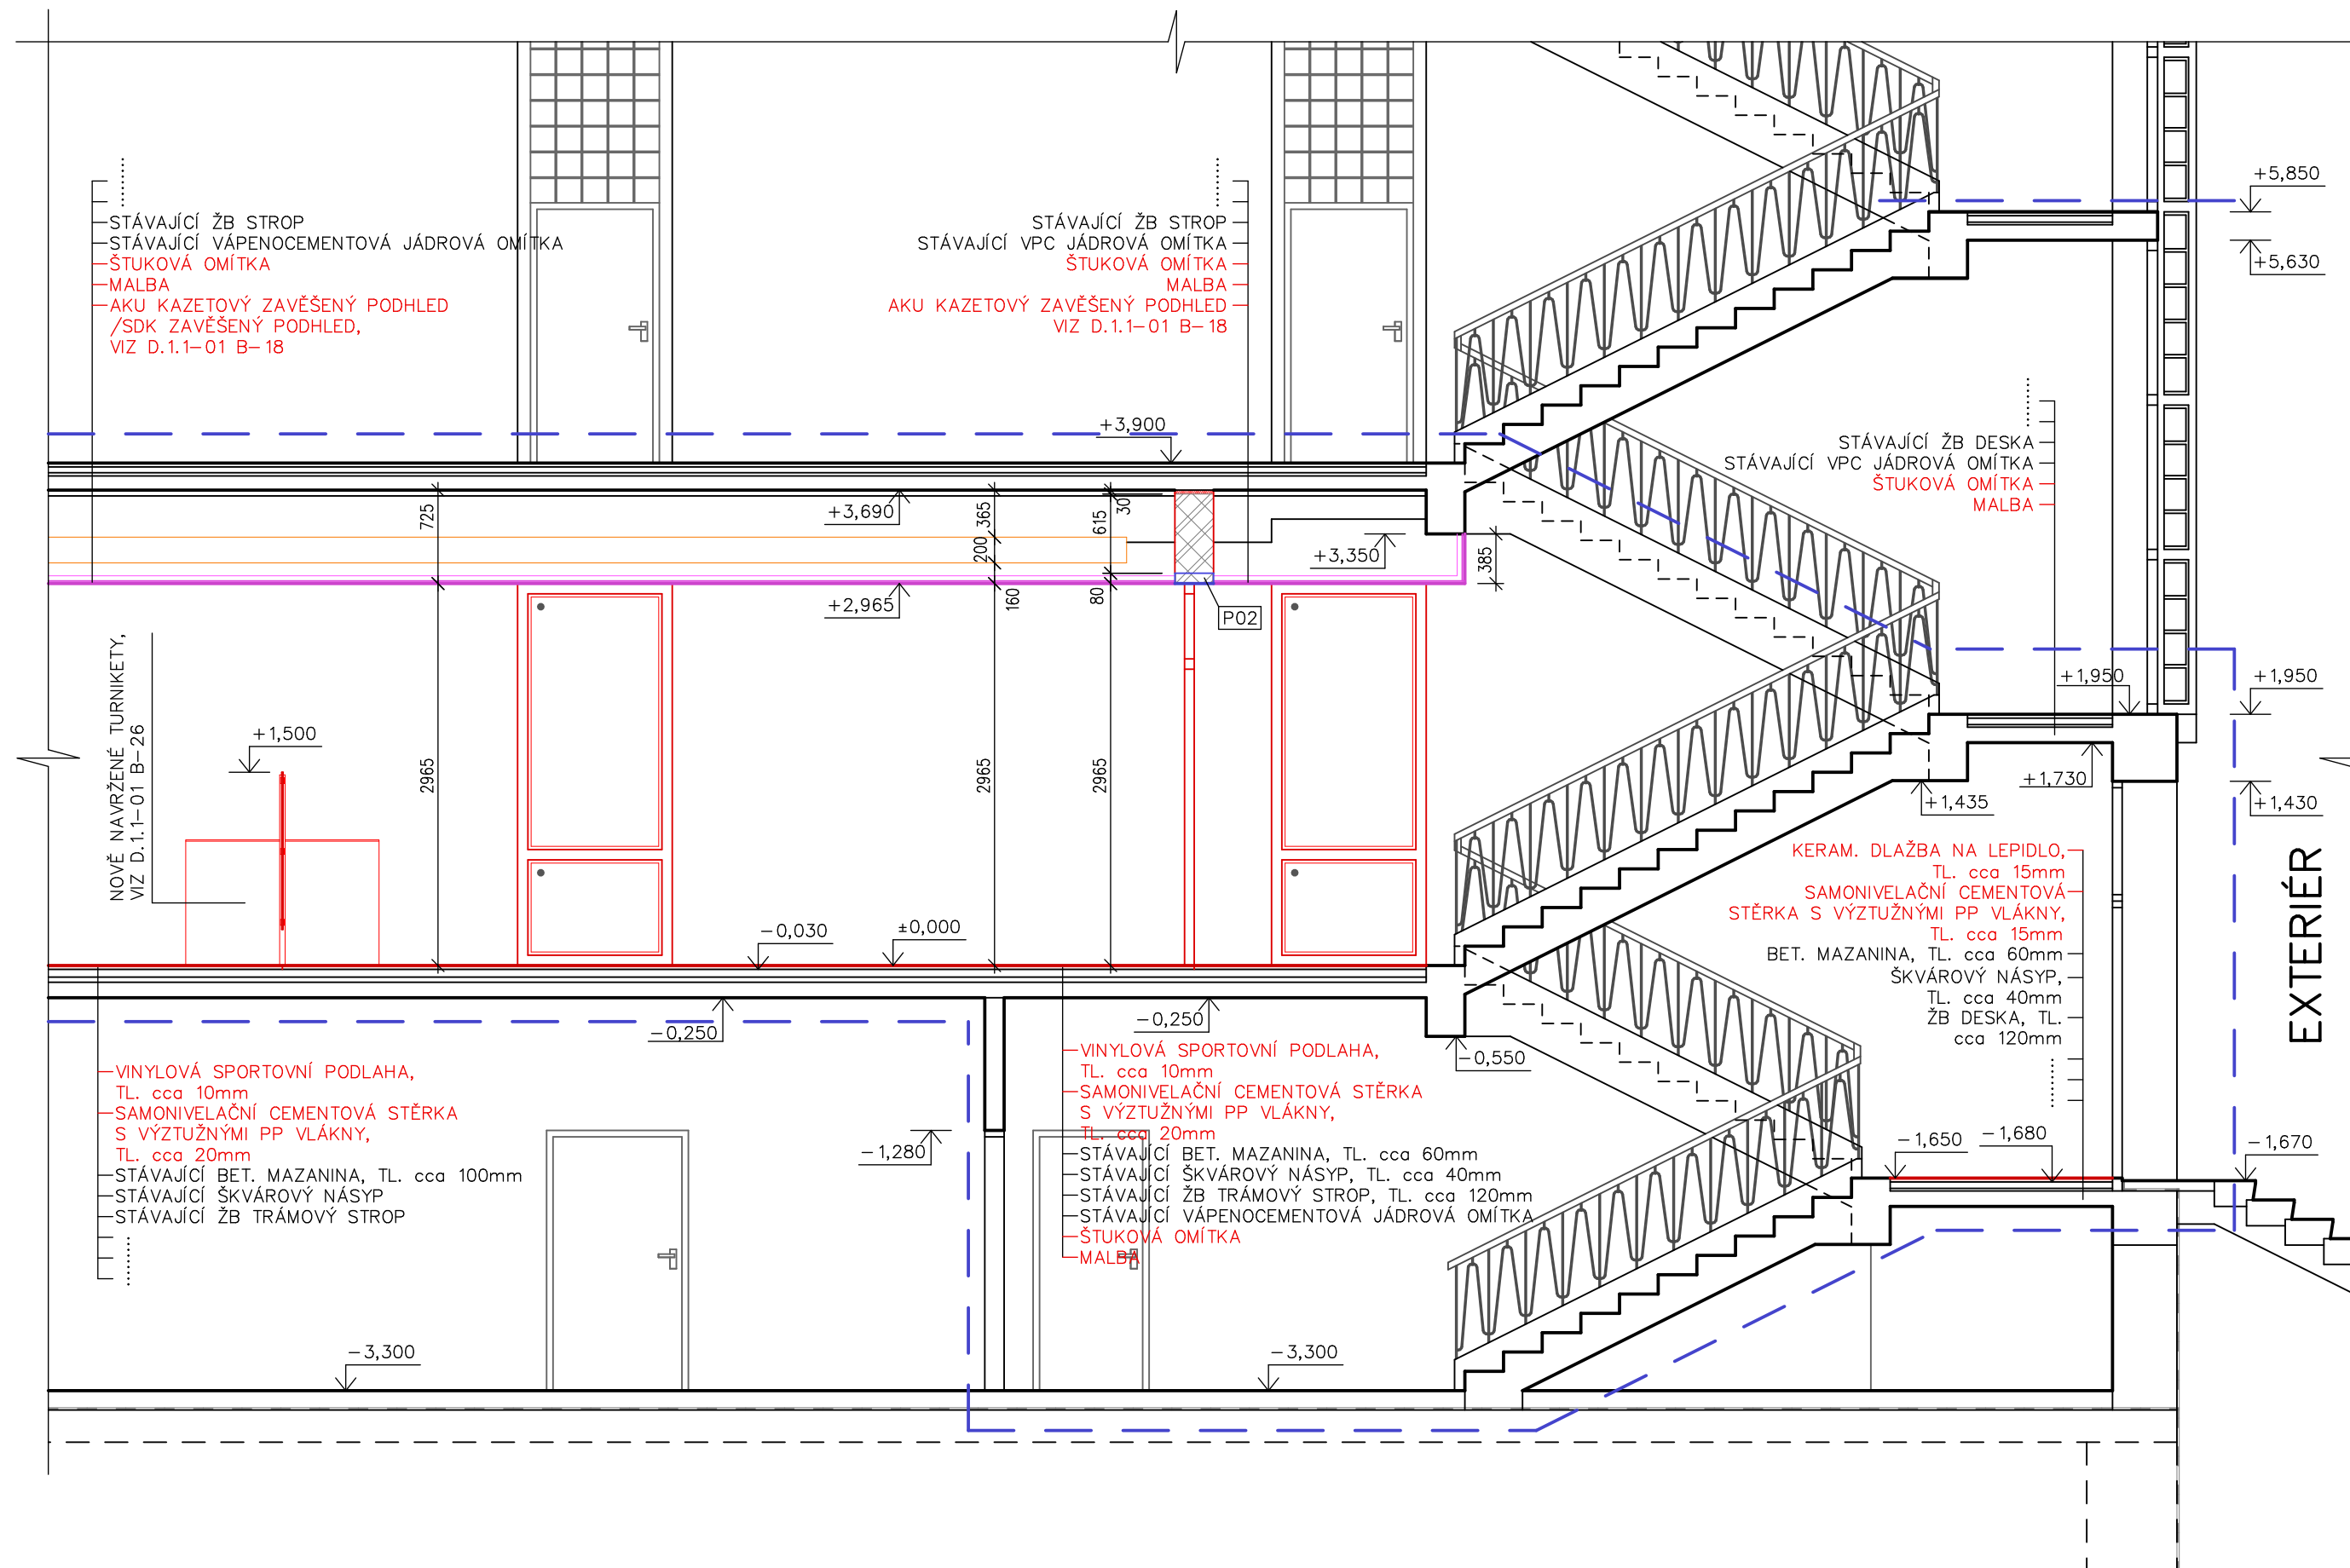 STÁVAJÍCÍ ŽB STROP
STÁVAJÍCÍ VÁPENOCEMENTOVÁ JÁDROVÁ OMÍTKA
ŠTUKOVÁ OMÍTKA
MALBA
AKU KAZETOVÝ ZAVĚŠENÝ PODHLED
/SDK ZAVĚŠENÝ PODHLED,
VIZ D.1.1-01 B-18
STÁVAJÍCÍ ŽB STROP
STÁVAJÍCÍ VPC JÁDROVÁ OMÍTKA
ŠTUKOVÁ OMÍTKA
MALBA
AKU KAZETOVÝ ZAVĚŠENÝ PODHLED
VIZ D.1.1-01 B-18
+5,850
+5,630
+3,900
STÁVAJÍCÍ ŽB DESKA
STÁVAJÍCÍ VPC JÁDROVÁ OMÍTKA
ŠTUKOVÁ OMÍTKA
MALBA
725
+3,690
365
200
160
30
615
80
+3,350
385
+2,965
P02
NOVĚ NAVRŽENÉ TURNIKETY,
VIZ D.1.1-01 B-26
+1,500
2965
2965
2965
+1,950
+1,950
+1,730
+1,435
+1,430
-0,030
±0,000
KERAM. DLAŽBA NA LEPIDLO,
TL. cca 15mm
SAMONIVELAČNÍ CEMENTOVÁ
STĚRKA S VÝZTUŽNÝMI PP VLÁKNY,
TL. cca 15mm
BET. MAZANINA, TL. cca 60mm
ŠKVÁROVÝ NÁSYP,
TL. cca 40mm
ŽB DESKA, TL.
cca 120mm
EXTERIÉR
-0,250
-0,250
-0,550
VINYLOVÁ SPORTOVNÍ PODLAHA,
TL. cca 10mm
SAMONIVELAČNÍ CEMENTOVÁ STĚRKA
S VÝZTUŽNÝMI PP VLÁKNY,
TL. cca 20mm
STÁVAJÍCÍ BET. MAZANINA, TL. cca 100mm
STÁVAJÍCÍ ŠKVÁROVÝ NÁSYP
STÁVAJÍCÍ ŽB TRÁMOVÝ STROP
-1,280
VINYLOVÁ SPORTOVNÍ PODLAHA,
TL. cca 10mm
SAMONIVELAČNÍ CEMENTOVÁ STĚRKA
S VÝZTUŽNÝMI PP VLÁKNY,
TL. cca 20mm
STÁVAJÍCÍ BET. MAZANINA, TL. cca 60mm
STÁVAJÍCÍ ŠKVÁROVÝ NÁSYP, TL. cca 40mm
STÁVAJÍCÍ ŽB TRÁMOVÝ STROP, TL. cca 120mm
STÁVAJÍCÍ VÁPENOCEMENTOVÁ JÁDROVÁ OMÍTKA
ŠTUKOVÁ OMÍTKA
MALBA
-1,650
-1,680
-1,670
-3,300
-3,300